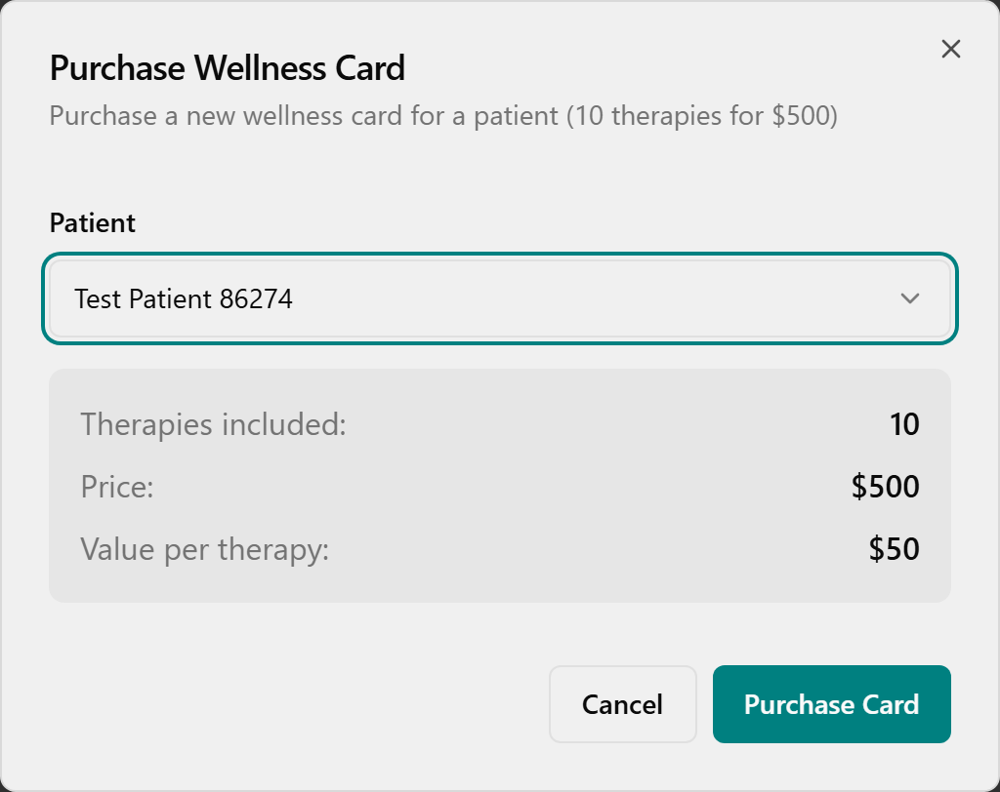 Purchase Wellness Card
Purchase a new wellness card for a patient (10 therapies for $500)
Patient
Test Patient 86274
Therapies included: 10
Price: $500
Value per therapy: $50
Cancel Purchase Card